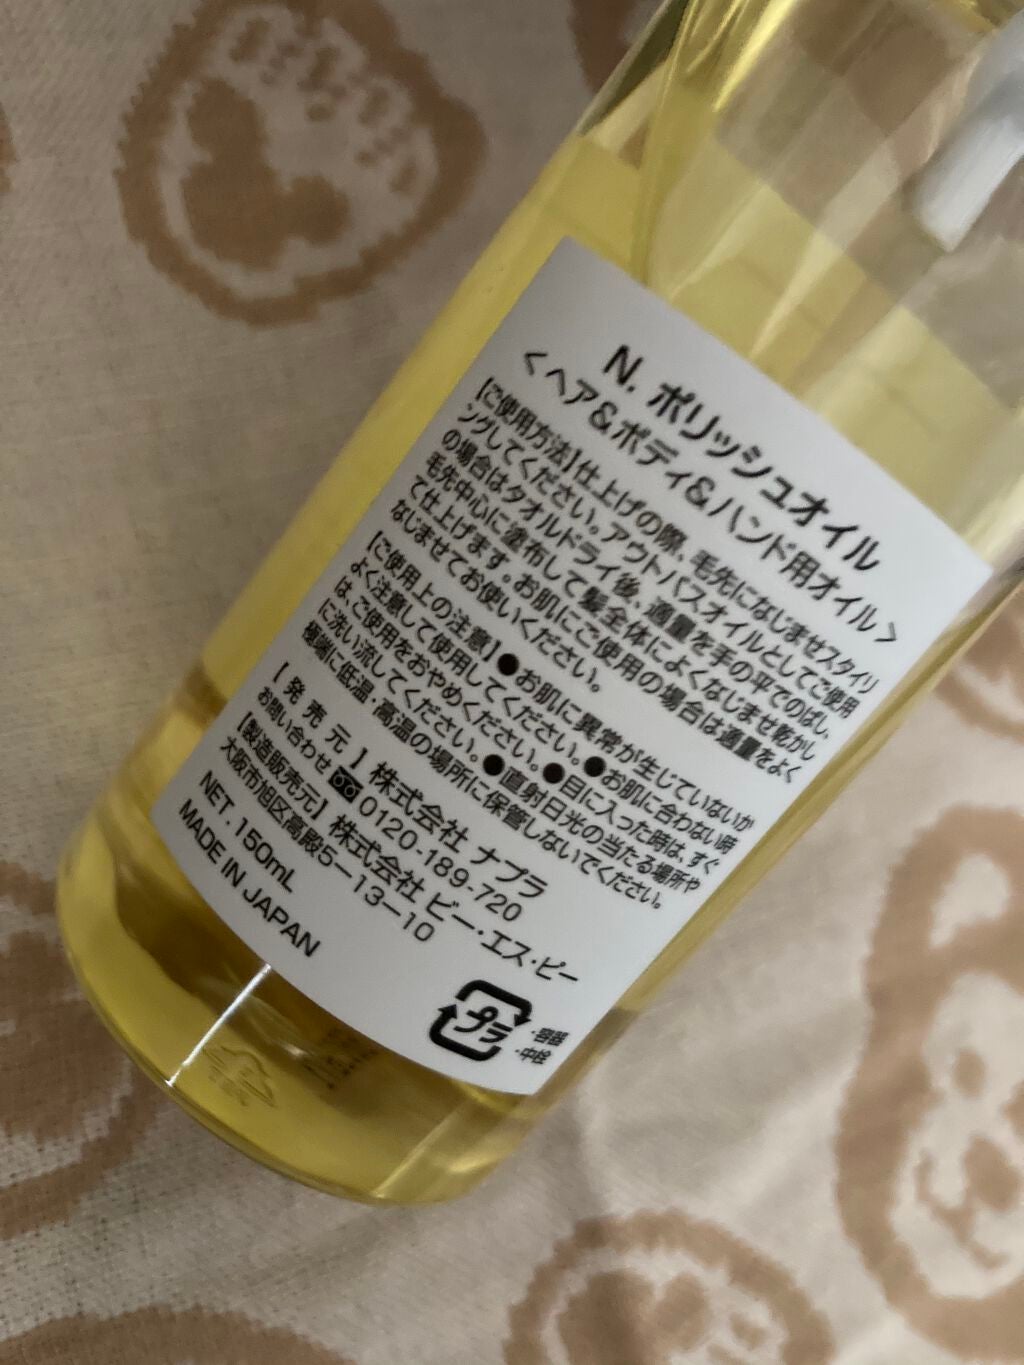 N. ポリッシュオイル
<ヘア&ボディ&ハンド用オイル>
【ご使用方法】仕上げの際、毛先になじませスタイリ
ングしてください。アウトバスオイルとしてご使用
の場合はタオルドライ後、適量を手の平でのばし、
毛先中心に塗布して髪全体によくなじませ乾かし
て仕上げます。お肌にご使用の場合は適量をよく
なじませてお使いください。
【ご使用上の注意】●お肌に異常が生じていないか
よく注意して使用してください。●お肌に合わない時
は、ご使用をおやめください。●目に入った時は、すぐ
に洗い流してください。●直射日光の当たる場所や
極端に低温・高温の場所に保管しないでください。
【 発 売 元 】 株式会社 ナプラ
お問い合わせ 0120-189-720
【製造販売元】 株式会社 ビー・エス・ピー
大阪市旭区高殿5−13−10
NET. 150mL
MADE IN JAPAN
プラ
・容器
・中栓